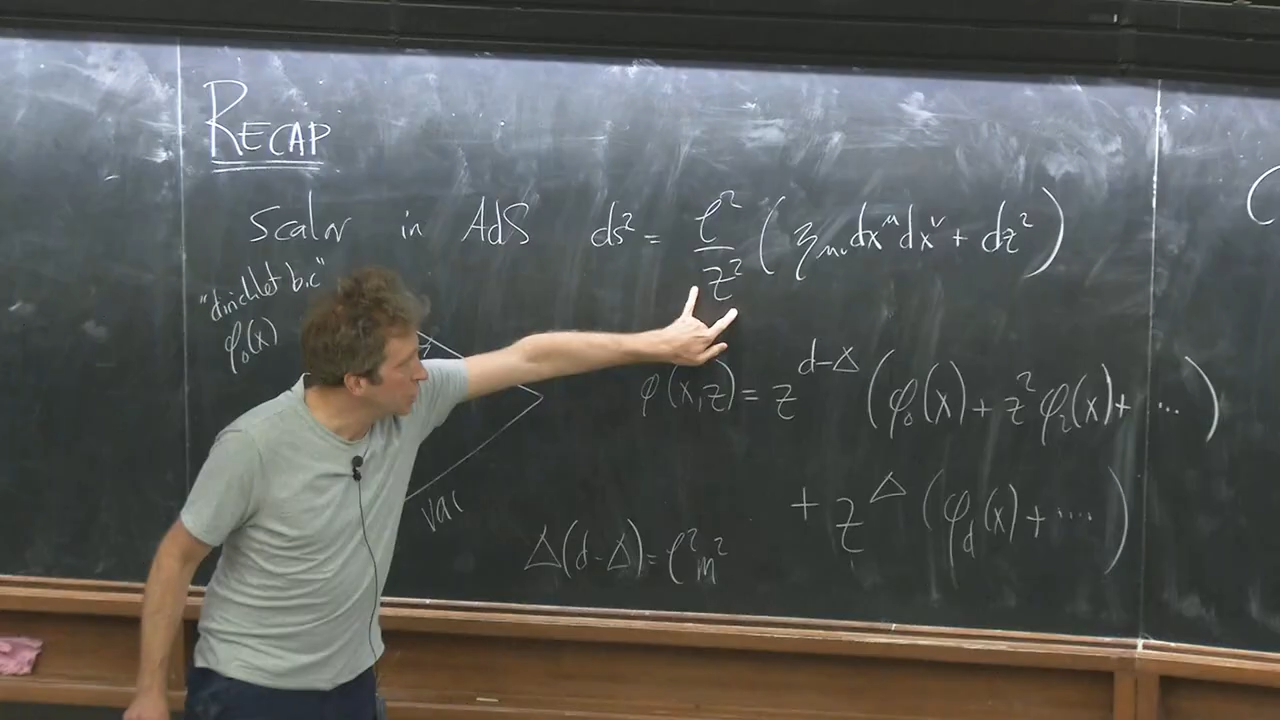 RECAP
Scalar in AdS ds² = ℓ²/z² (η_μν dx^μ dx^ν + dz²)
"dirichlet b.c"
φ₀(x)
φ(x,z) = z^{d-Δ} (φ₀(x) + z² φ₂(x) + ...)
vac
+ z^Δ (φ_d(x) + ....)
Δ(d-Δ) = ℓ²m²